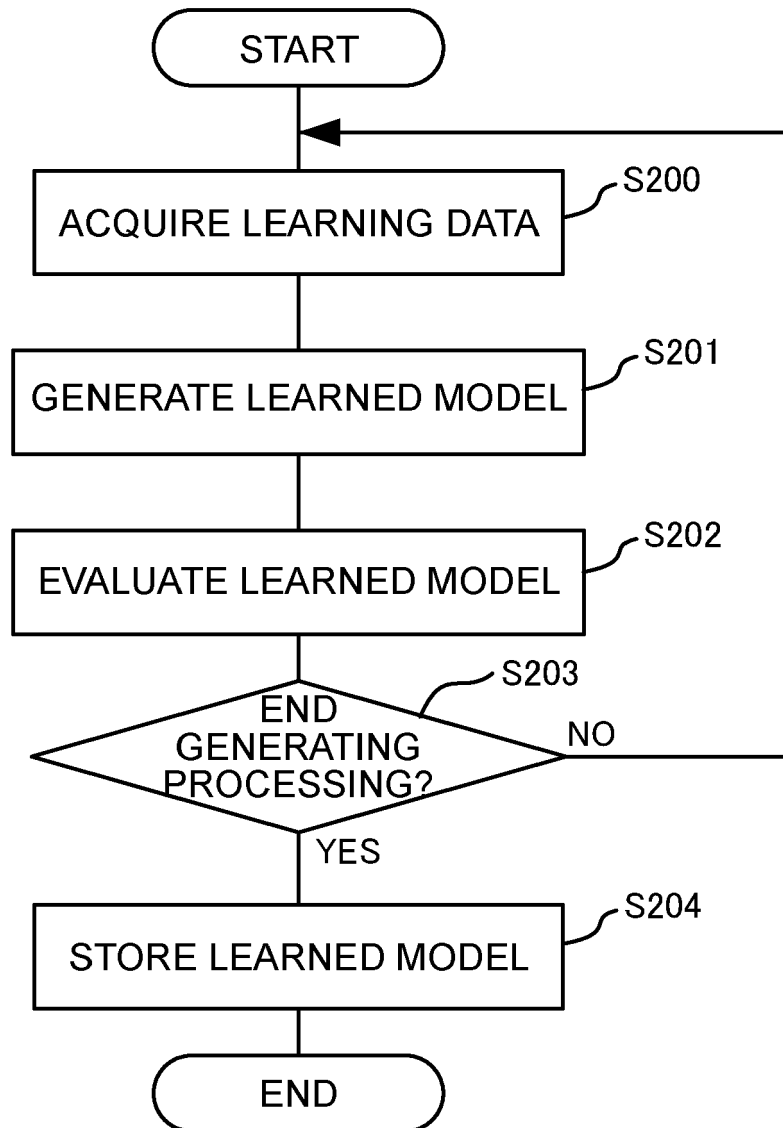 START
ACQUIRE LEARNING DATA
S200
GENERATE LEARNED MODEL
S201
EVALUATE LEARNED MODEL
S202
END
GENERATING
PROCESSING?
S203
NO
YES
STORE LEARNED MODEL
S204
END